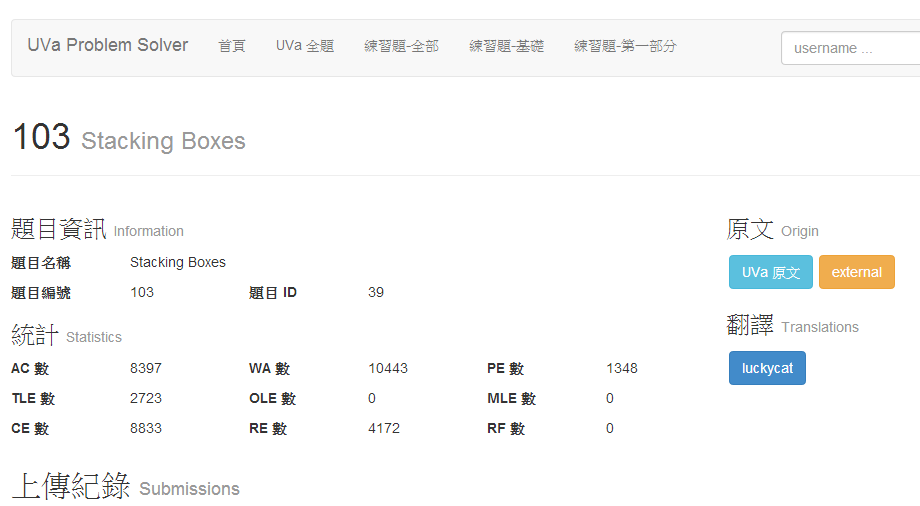 UVa Problem Solver 首頁 UVa 全題 練習題-全部 練習題-基礎 練習題-第一部分 username ...
103 Stacking Boxes
題目資訊 Information
題目名稱 Stacking Boxes
題目編號 103 題目 ID 39
統計 Statistics
AC 數 8397 WA 數 10443 PE 數 1348
TLE 數 2723 OLE 數 0 MLE 數 0
CE 數 8833 RE 數 4172 RF 數 0
原文 Origin
UVa 原文 external
翻譯 Translations
luckycat
上傳紀錄 Submissions